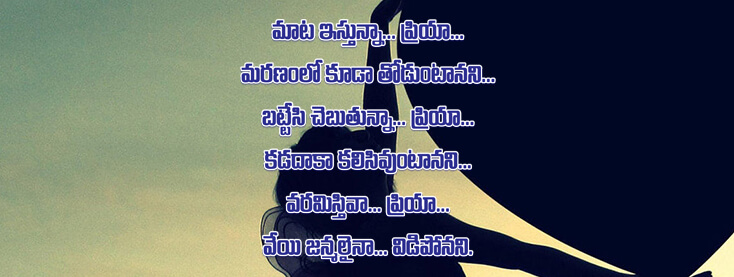 మాట ఇస్తున్నా... ప్రియా...
మరణంలో కూడా తోడుంటానని...
బట్టేసి చెబుతున్నా... ప్రియా...
కడదాకా కలిసివుంటానని...
వరమిస్తివా... ప్రియా...
వేయి జన్మలైనా... విడిపోనని.